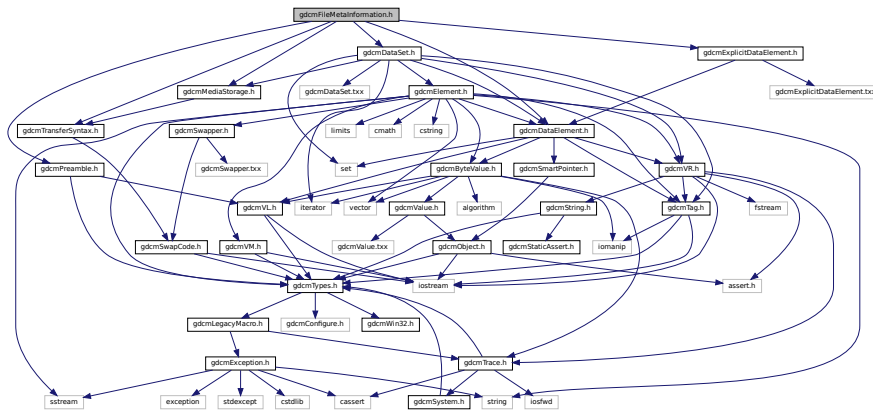 gdcmFileMetaInformation.h
gdcmDataSet.h
gdcmExplicitDataElement.h
gdcmMediaStorage.h
gdcmDataSet.txx
gdcmElement.h
gdcmExplicitDataElement.txx
gdcmTransferSyntax.h
gdcmSwapper.h
limits
cmath
cstring
gdcmDataElement.h
gdcmPreamble.h
gdcmSwapper.txx
set
gdcmByteValue.h
gdcmSmartPointer.h
gdcmVR.h
gdcmVL.h
iterator
vector
gdcmValue.h
algorithm
gdcmString.h
gdcmTag.h
fstream
gdcmSwapCode.h
gdcmVM.h
gdcmValue.txx
gdcmObject.h
gdcmStaticAssert.h
iomanip
gdcmTypes.h
iostream
assert.h
gdcmLegacyMacro.h
gdcmConfigure.h
gdcmWin32.h
gdcmException.h
gdcmTrace.h
sstream
exception
stdexcept
cstdlib
cassert
gdcmSystem.h
string
iosfwd